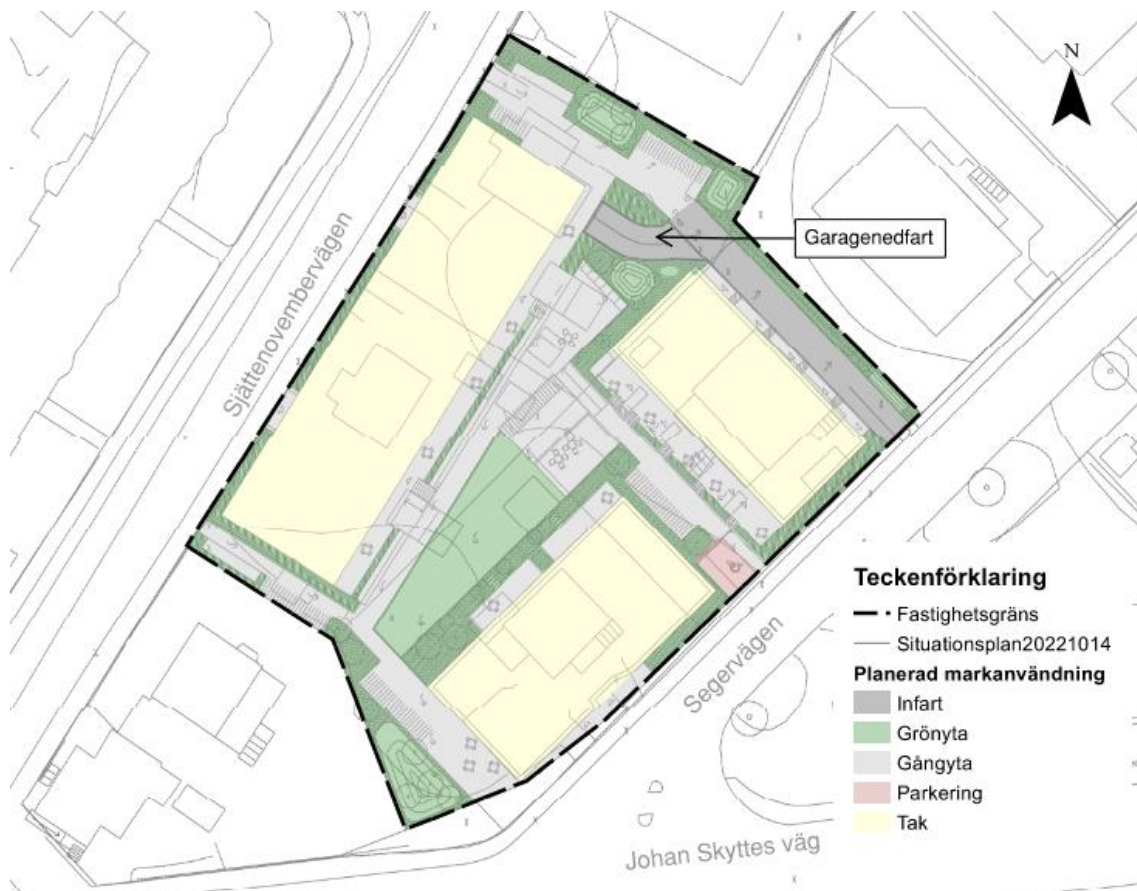 N
Garagenedfart
Sjättenovembervägen
Segervägen
Johan Skyttes väg
Teckenförklaring
Fastighetsgräns
Situationsplan20221014
Planerad markanvändning
Infart
Grönyta
Gångyta
Parkering
Tak